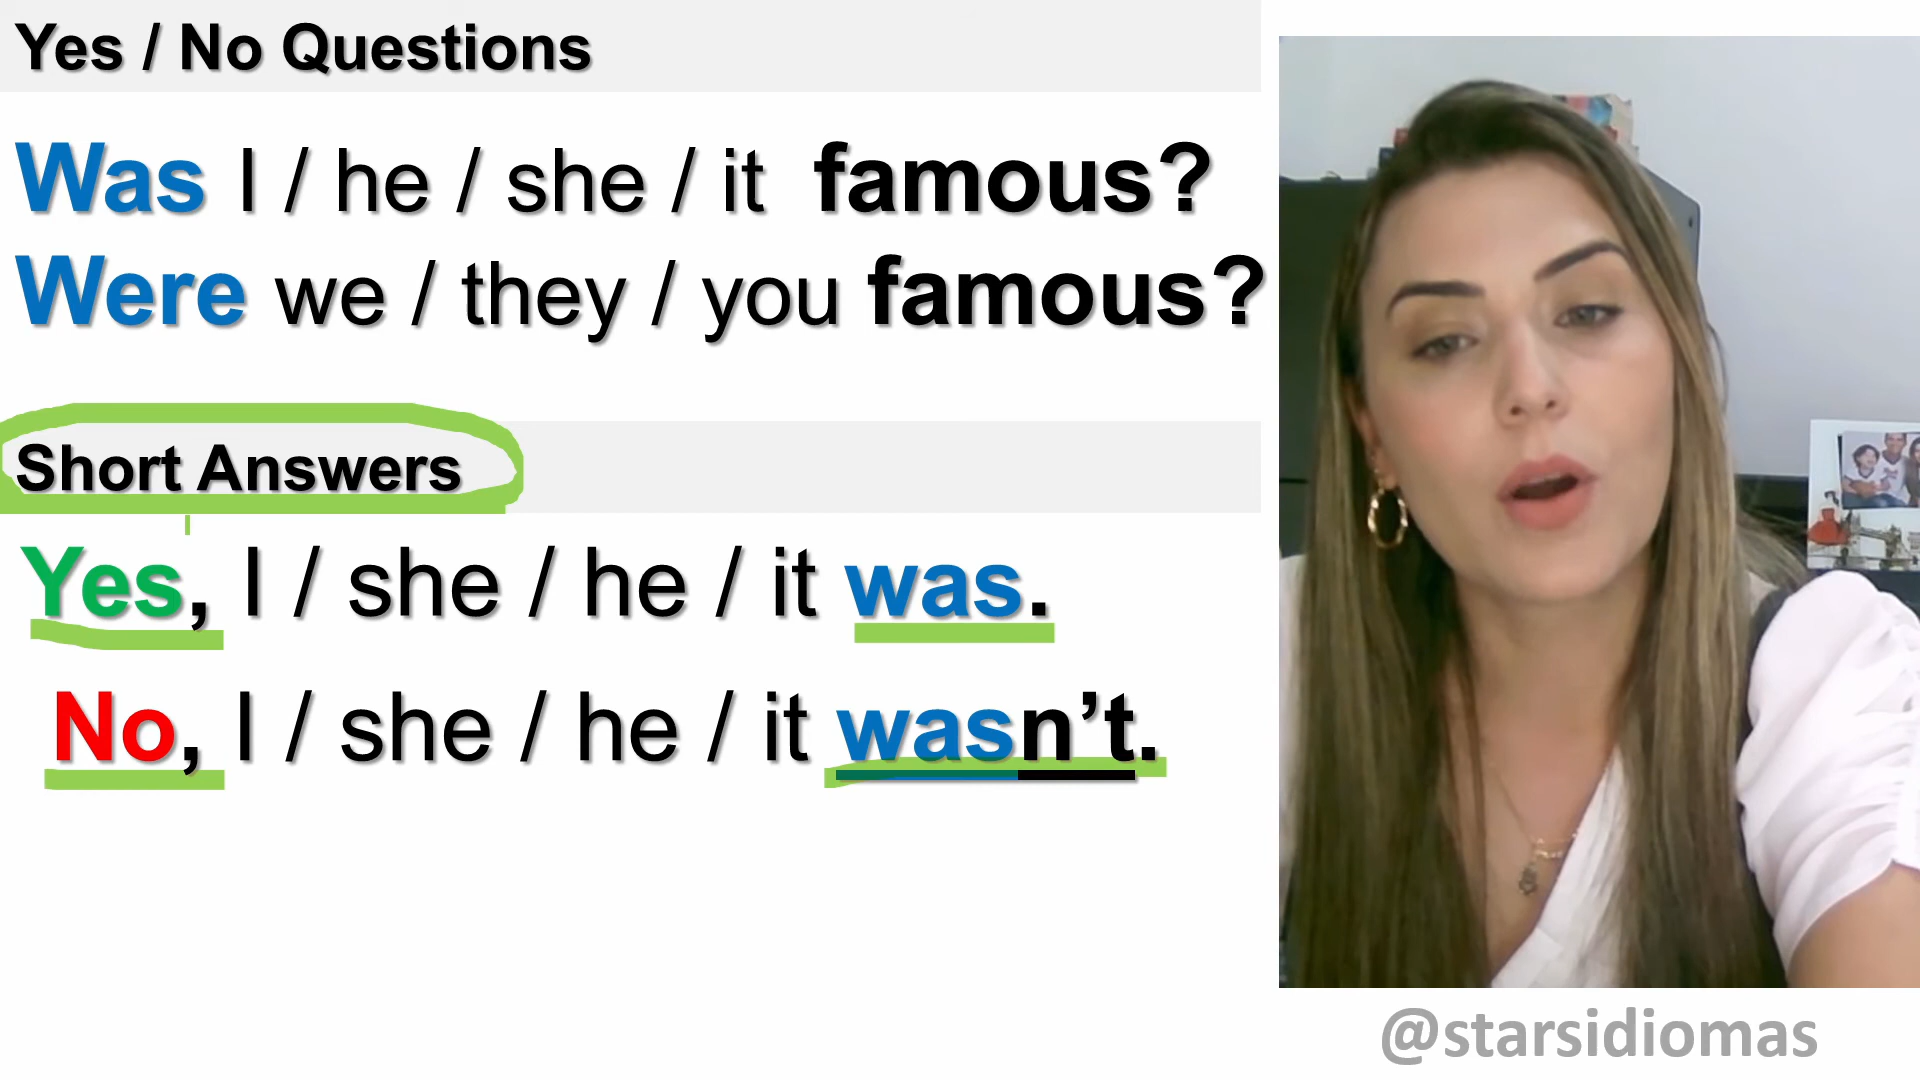 Yes / No Questions
Was I / he / she / it famous?
Were we / they / you famous?
Short Answers
Yes, I / she / he / it was.
No, I / she / he / it wasn’t.
@starsidiomas